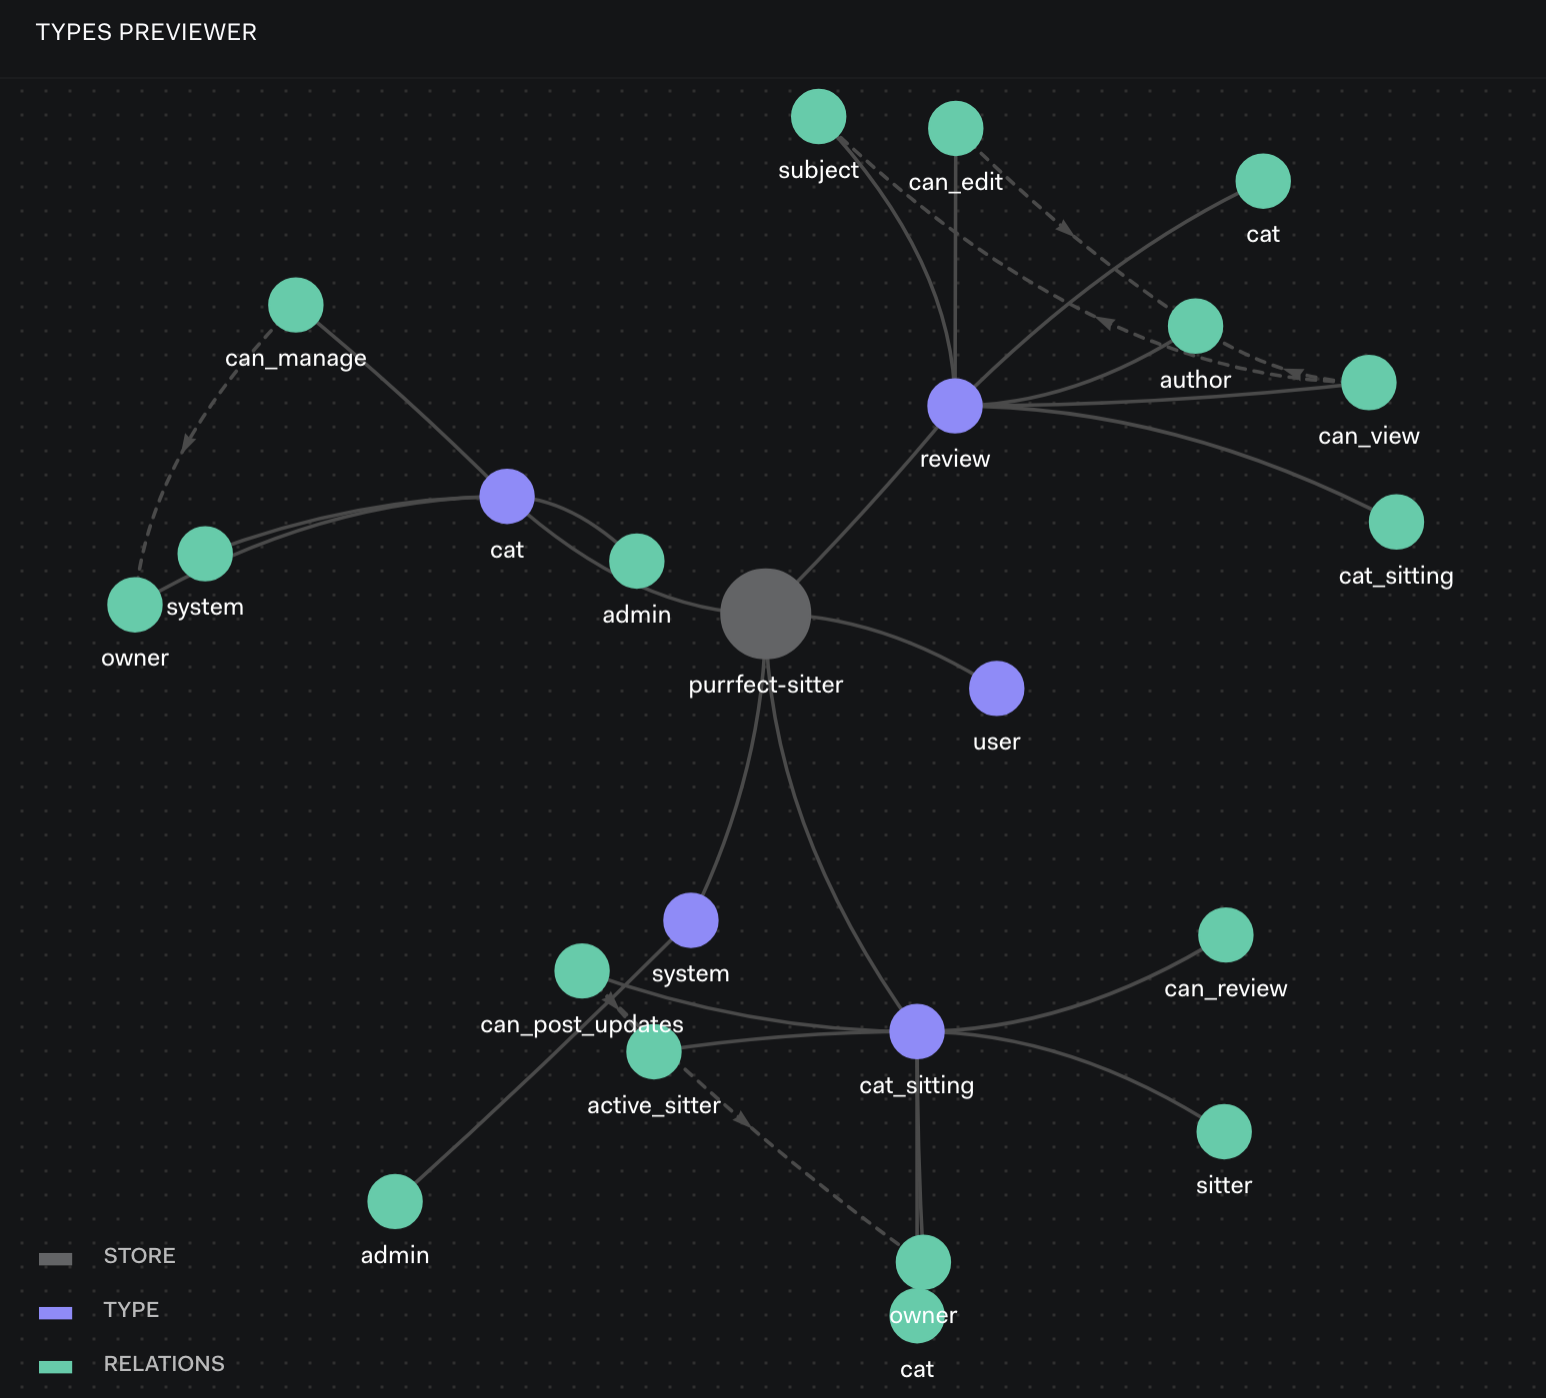 TYPES PREVIEWER
subject
can_edit
cat
can_manage
author
can_view
review
cat
cat_sitting
system
admin
owner
purrfect-sitter
user
system
can_review
can_post_updates
cat_sitting
active_sitter
sitter
admin
STORE
TYPE
owner
RELATIONS
cat